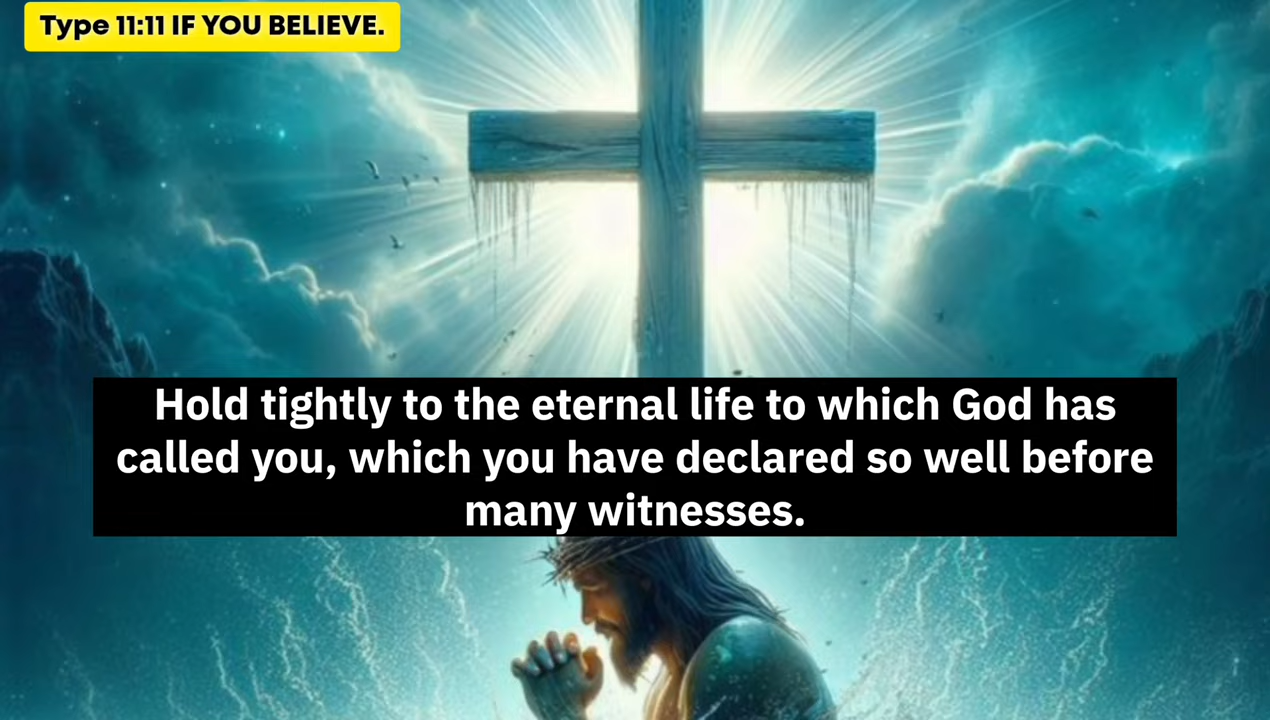 Type 11:11 IF YOU BELIEVE.
Hold tightly to the eternal life to which God has
called you, which you have declared so well before
many witnesses.